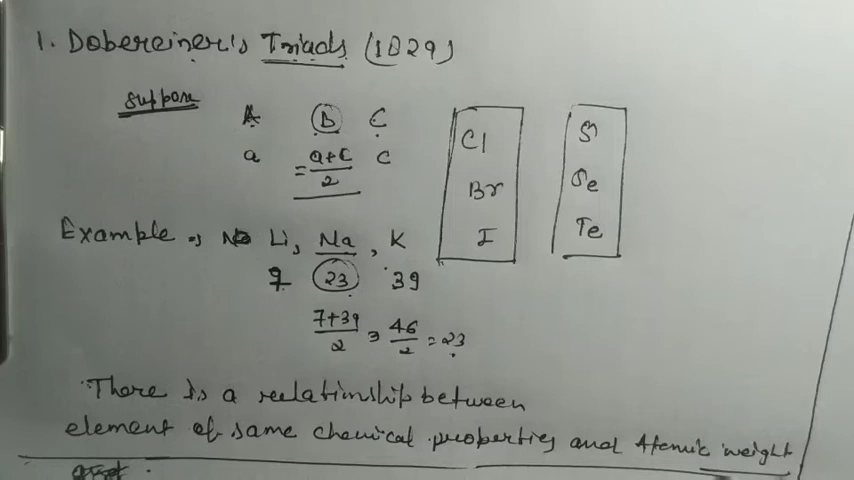 1. Dobereiner's Triads (1829)
Suppose
A B C
a = a+c/2 c
Cl
Br
I
S
Se
Te
Example Li, Na, K
7 23 39
7+39/2 = 46/2 = 23
There is a reelationship between
element of same chemical properties and Atomic weight